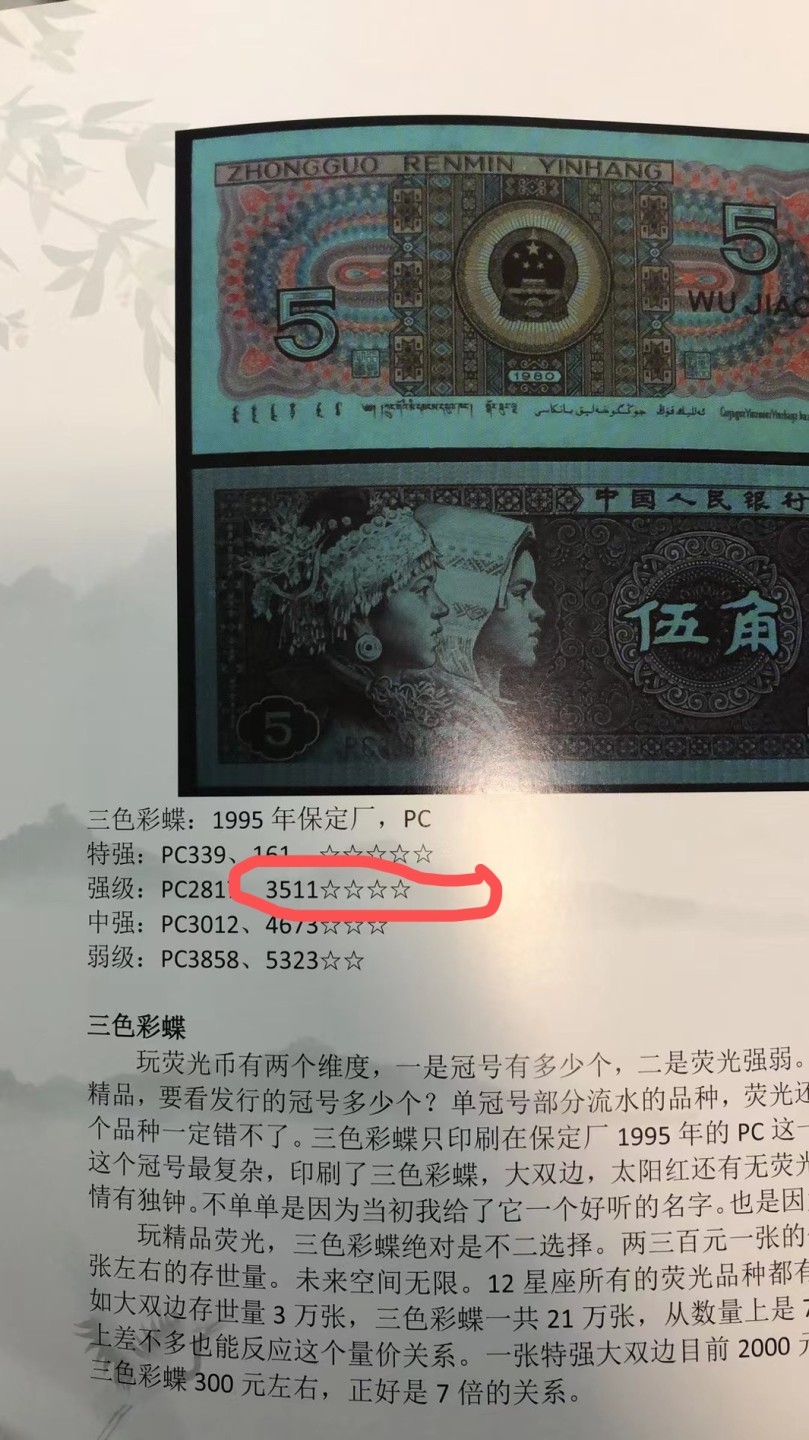 ZHONGGUO RENMIN YINHANG
5
WU JIAO
5
1980
中国人民银行
伍角
5
三色彩蝶：1995 年保定厂，PC
特强：PC339、161 ☆☆☆☆☆
强级：PC281 3511☆☆☆☆
中强：PC3012、4673☆☆☆
弱级：PC3858、5323☆☆
三色彩蝶
玩荧光币有两个维度，一是冠号有多少个，二是荧光强弱。
精品，要看发行的冠号多少个？单冠号部分流水的品种，荧光还
个品种一定错不了。三色彩蝶只印刷在保定厂 1995 年的 PC 这一
这个冠号最复杂，印刷了三色彩蝶，大双边，太阳红还有无荧光
情有独钟。不单单是因为当初我给了它一个好听的名字。也是因
玩精品荧光，三色彩蝶绝对是不二选择。两三百元一张的
张左右的存世量。未来空间无限。12 星座所有的荧光品种都有
如大双边存世量 3 万张，三色彩蝶一共 21 万张，从数量上是 7
上差不多也能反应这个量价关系。一张特强大双边目前 2000 元
三色彩蝶 300 元左右，正好是 7 倍的关系。